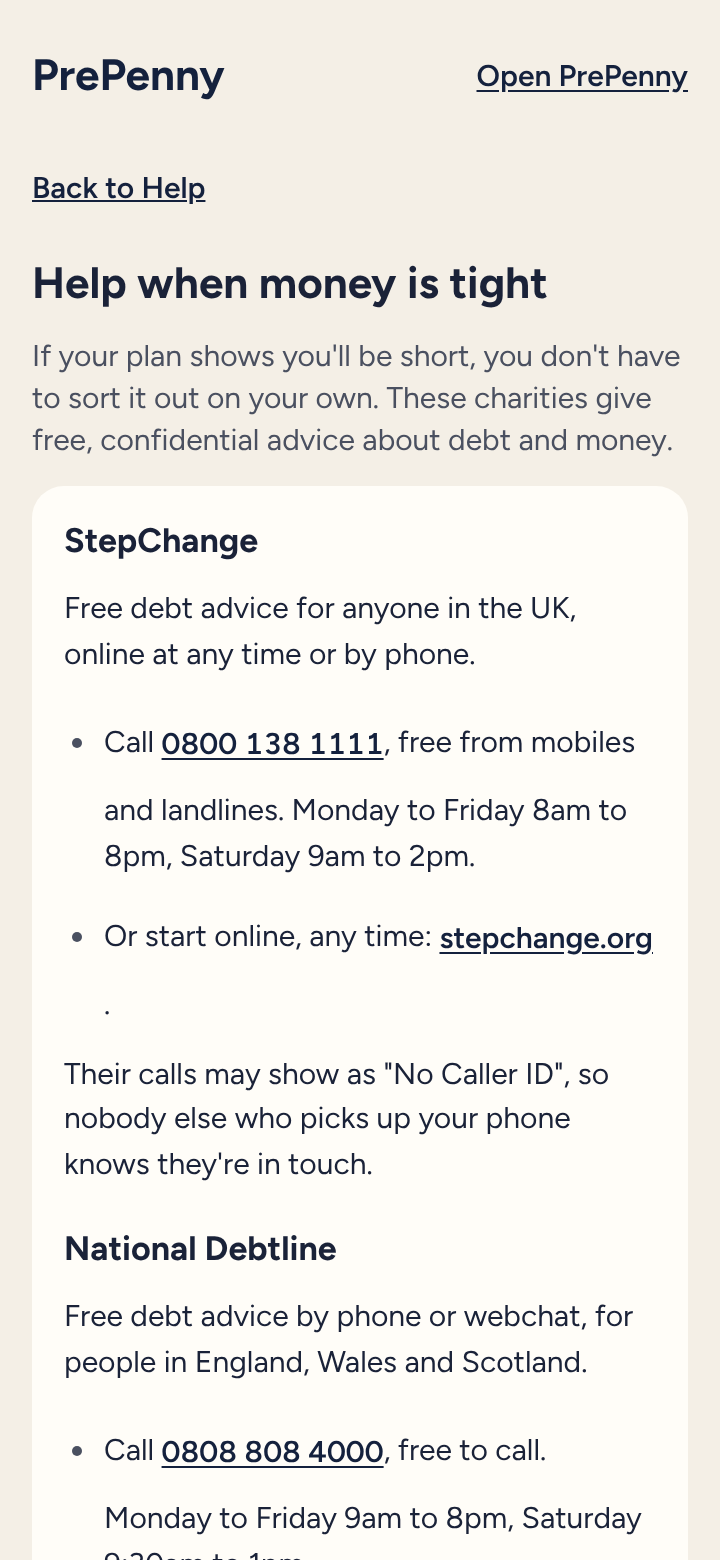 PrePenny
Open PrePenny
Back to Help
Help when money is tight
If your plan shows you'll be short, you don't have
to sort it out on your own. These charities give
free, confidential advice about debt and money.
StepChange
Free debt advice for anyone in the UK,
online at any time or by phone.
• Call 0800 138 1111, free from mobiles
and landlines. Monday to Friday 8am to
8pm, Saturday 9am to 2pm.
• Or start online, any time: stepchange.org
.
Their calls may show as "No Caller ID", so
nobody else who picks up your phone
knows they're in touch.
National Debtline
Free debt advice by phone or webchat, for
people in England, Wales and Scotland.
• Call 0808 808 4000, free to call.
Monday to Friday 9am to 8pm, Saturday
9:30am to 1pm.